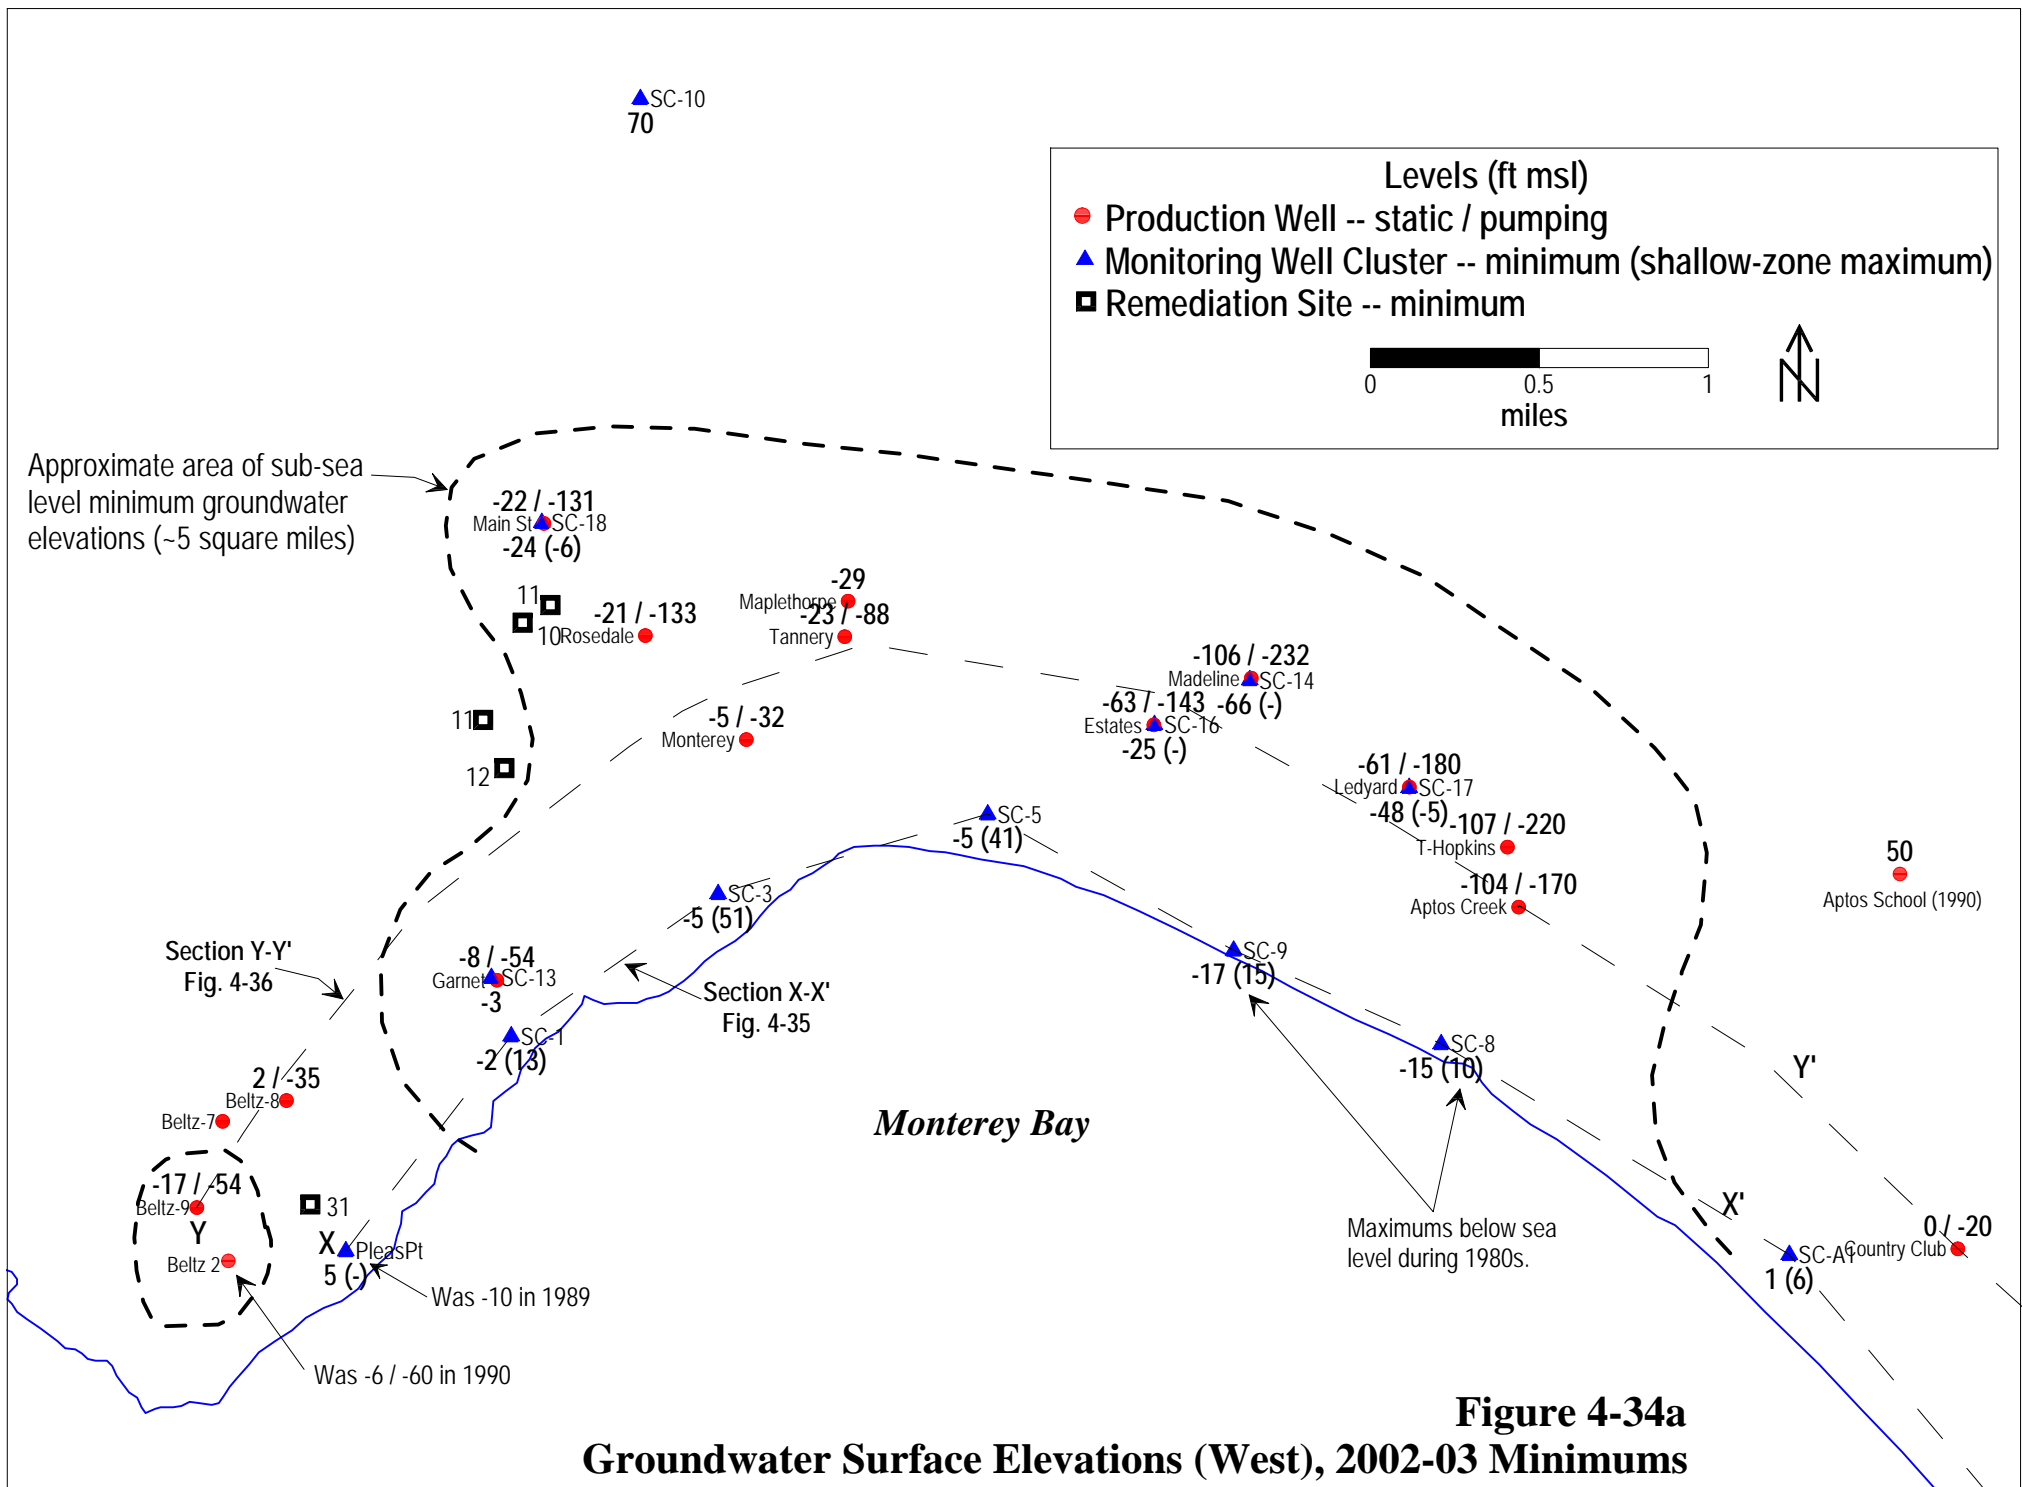 SC-10
70
Levels (ft msl)
Production Well -- static / pumping
Monitoring Well Cluster -- minimum (shallow-zone maximum)
Remediation Site -- minimum
0 0.5 1
miles
N
Approximate area of sub-sea
level minimum groundwater
elevations (~5 square miles)
-22 / -131
Main St SC-18
-24 (-6)
11
10
-21 / -133
Rosedale
-29
Maplethorpe
-23 / -88
Tannery
-106 / -232
Madeline SC-14
-66 (-)
-63 / -143
Estates SC-16
-25 (-)
11
12
-5 / -32
Monterey
-61 / -180
Ledyard SC-17
-48 (-5)
-107 / -220
T-Hopkins
-104 / -170
Aptos Creek
50
Aptos School (1990)
SC-5
-5 (41)
SC-3
-5 (51)
Section Y-Y'
Fig. 4-36
-8 / -54
Garnet SC-13
-3
Section X-X'
Fig. 4-35
SC-9
-17 (15)
SC-1
-2 (13)
SC-8
-15 (10)
Y'
2 / -35
Beltz-8
Beltz-7
Monterey Bay
-17 / -54
Beltz-9
Y
Beltz 2
31
X
PleasPt
5 (-)
Was -10 in 1989
Was -6 / -60 in 1990
Maximums below sea
level during 1980s.
X'
SC-A1
1 (6)
0 / -20
Country Club
Figure 4-34a
Groundwater Surface Elevations (West), 2002-03 Minimums